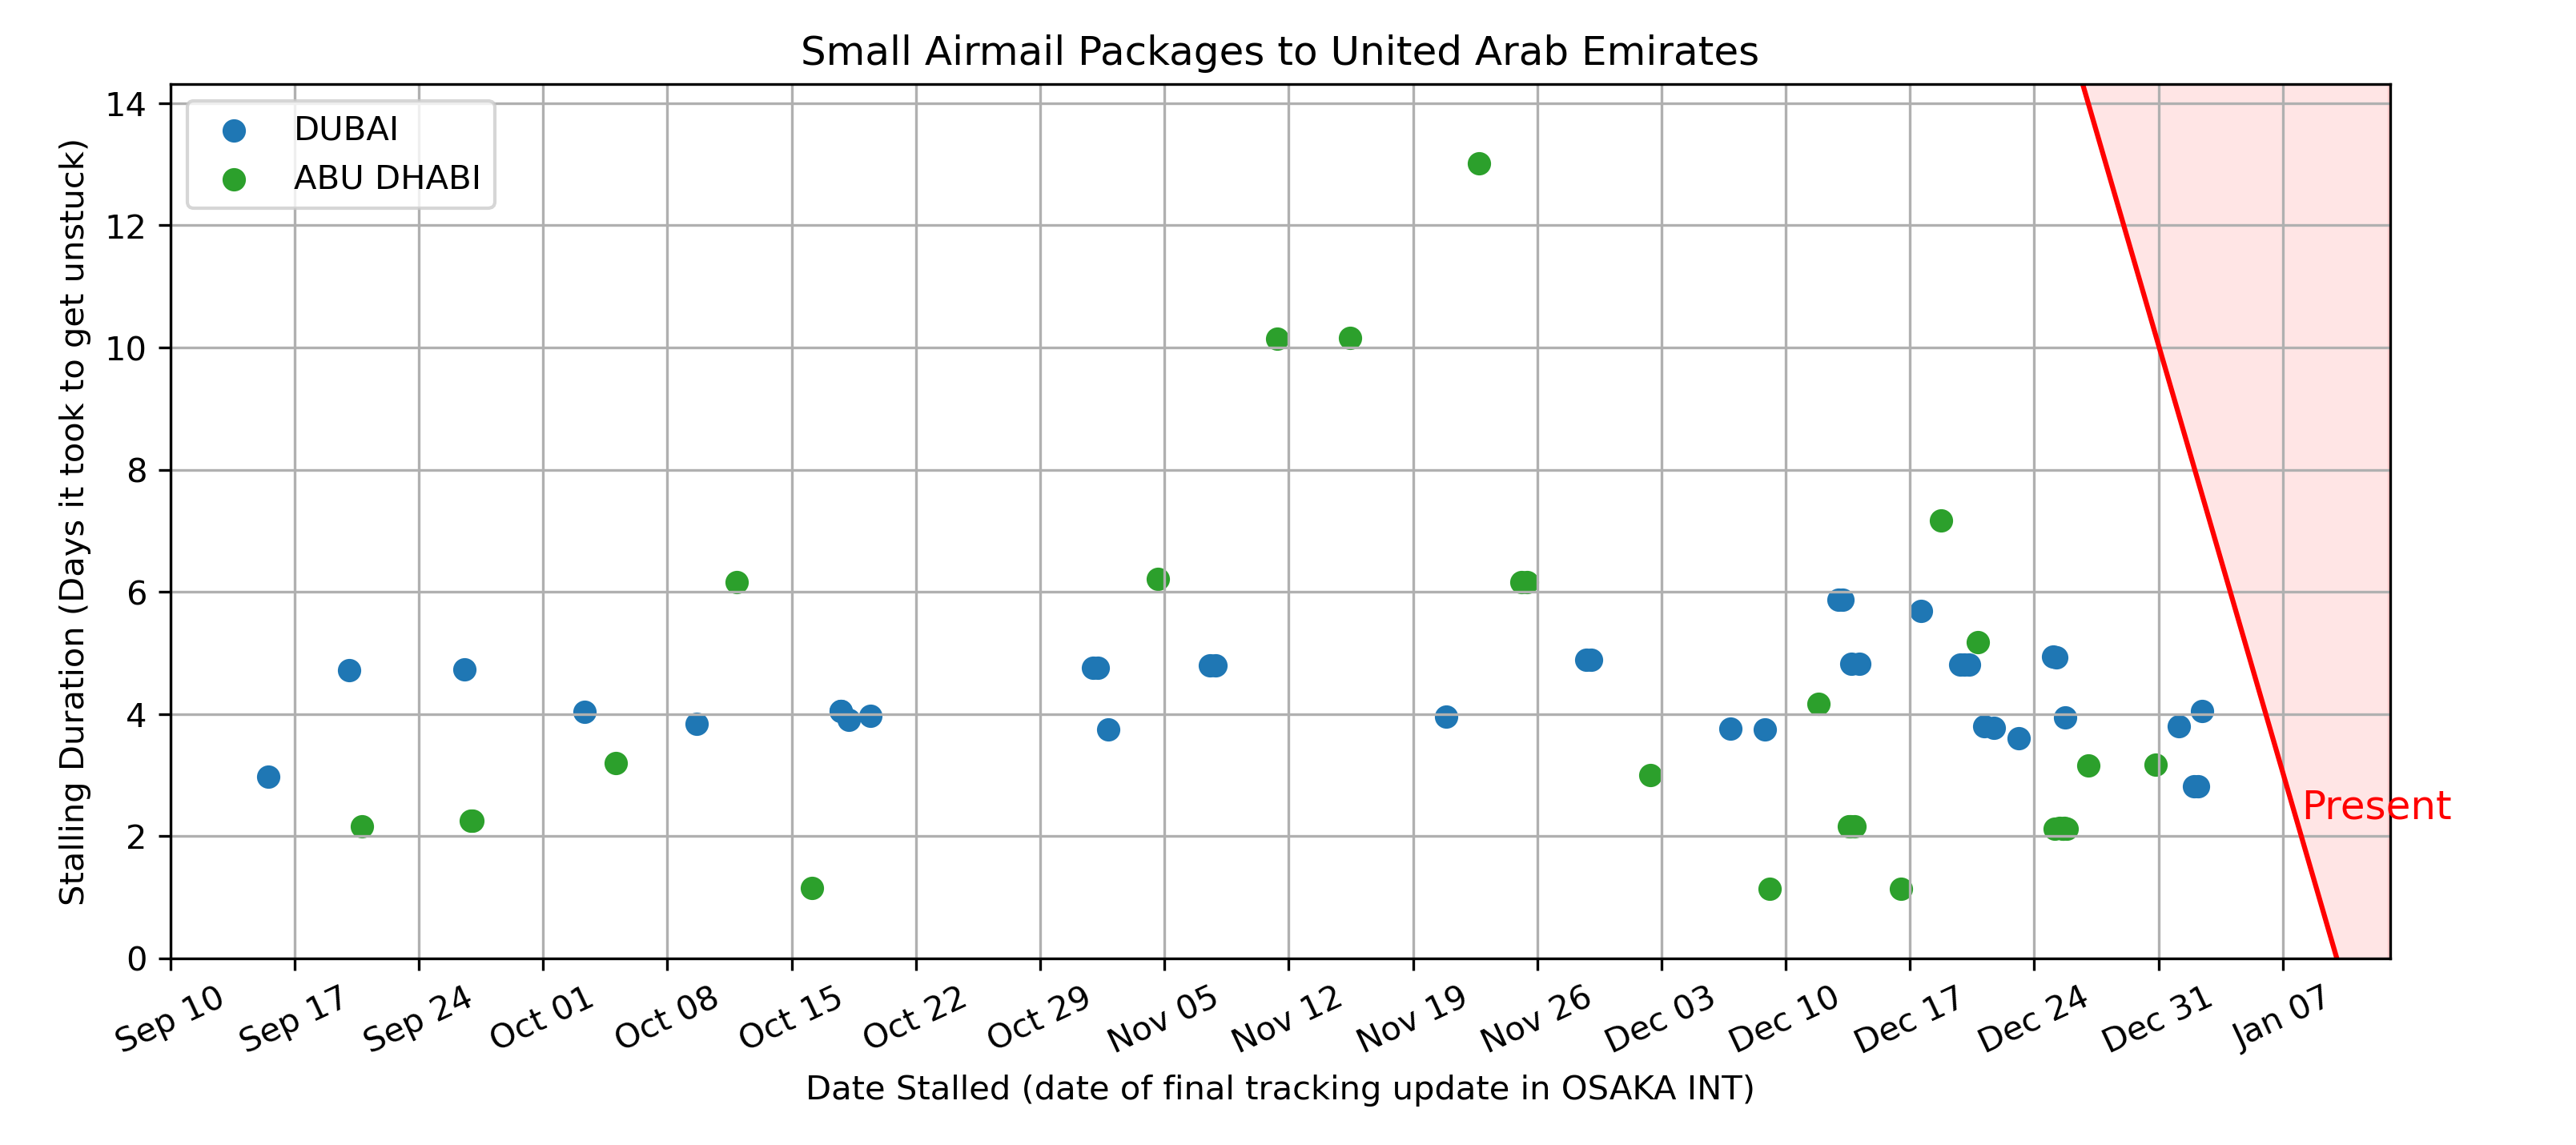 Small Airmail Packages to United Arab Emirates
DUBAI
ABU DHABI
Stalling Duration (Days it took to get unstuck)
14
12
10
8
6
4
2
0
Present
Sep 10
Sep 17
Sep 24
Oct 01
Oct 08
Oct 15
Oct 22
Oct 29
Nov 05
Nov 12
Nov 19
Nov 26
Dec 03
Dec 10
Dec 17
Dec 24
Dec 31
Jan 07
Date Stalled (date of final tracking update in OSAKA INT)